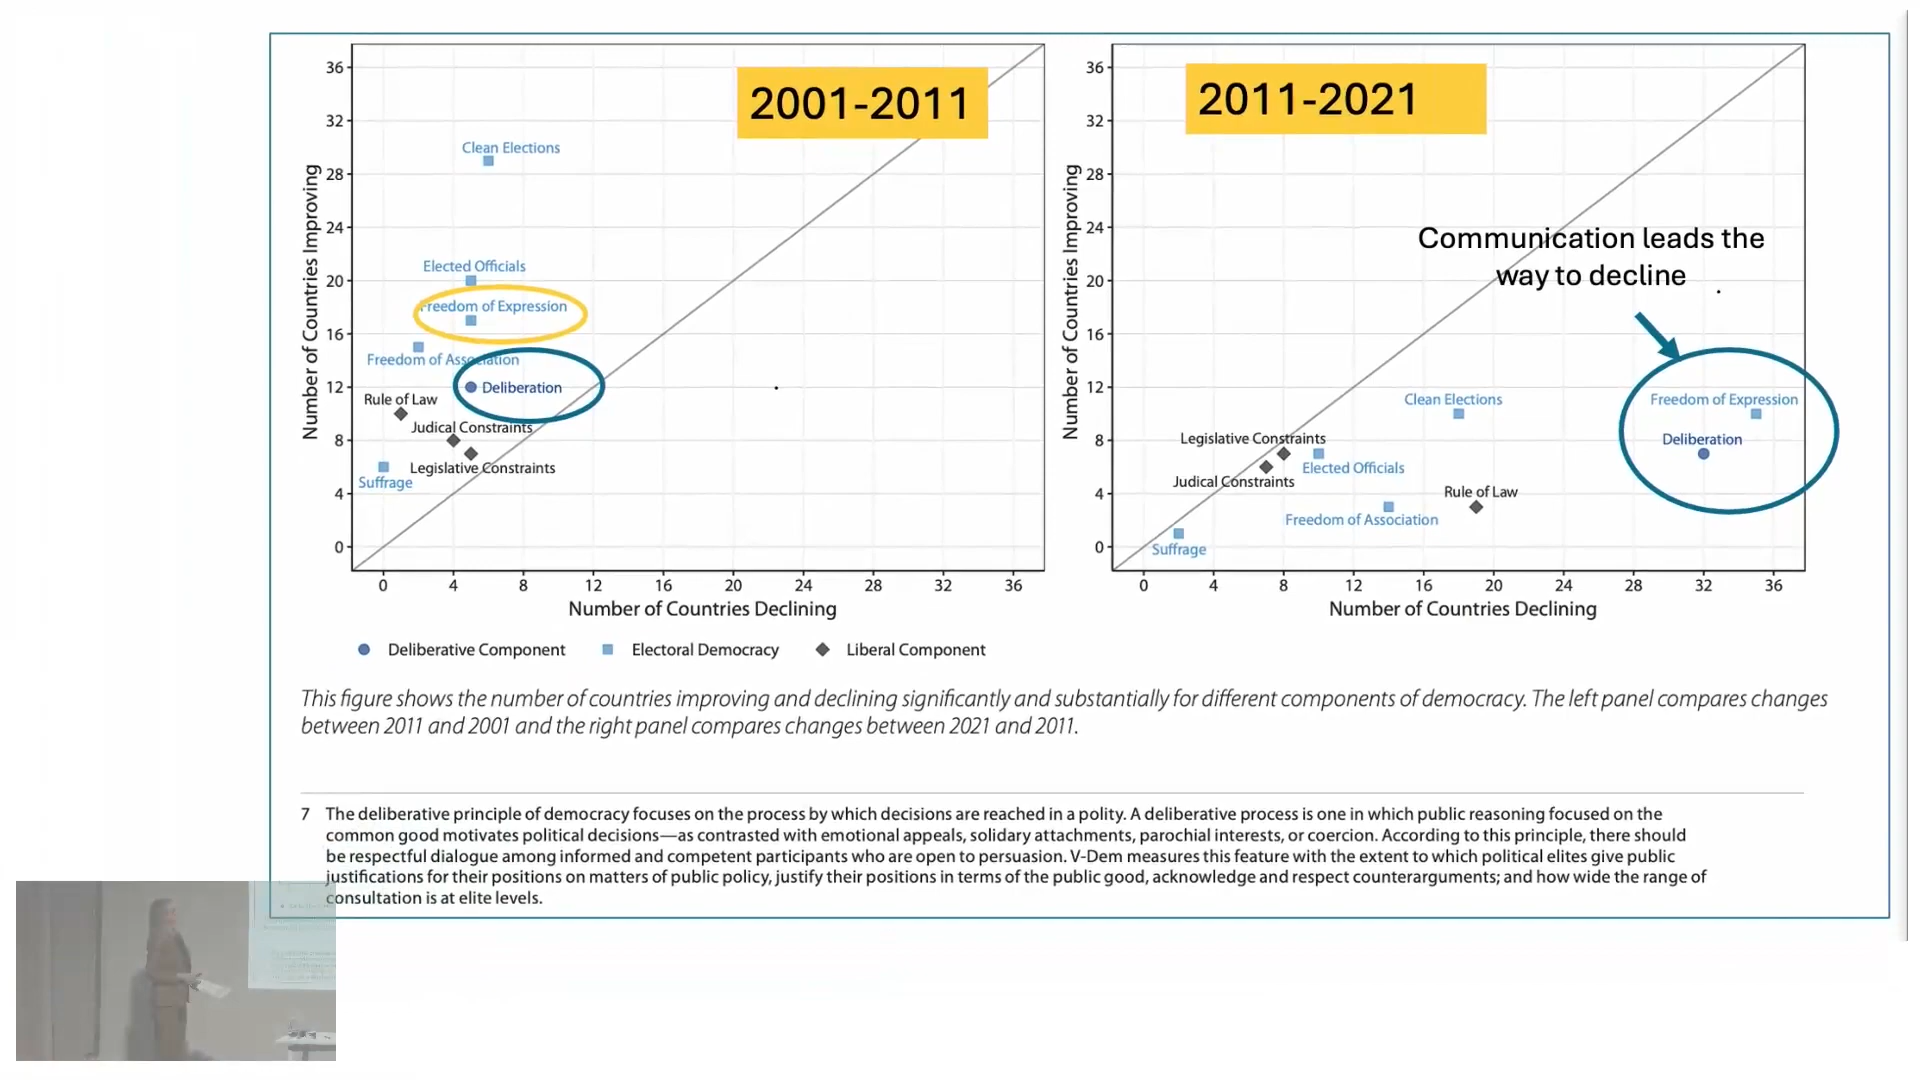 2001-2011
Number of Countries Improving
36
32
28
24
20
16
12
8
4
0
Clean Elections
Elected Officials
Freedom of Expression
Freedom of Association
Deliberation
Rule of Law
Judical Constraints
Legislative Constraints
Suffrage
0 4 8 12 16 20 24 28 32 36
Number of Countries Declining
2011-2021
Number of Countries Improving
36
32
28
24
20
16
12
8
4
0
Communication leads the
way to decline
Clean Elections
Freedom of Expression
Deliberation
Legislative Constraints
Elected Officials
Judical Constraints
Rule of Law
Freedom of Association
Suffrage
0 4 8 12 16 20 24 28 32 36
Number of Countries Declining
Deliberative Component Electoral Democracy Liberal Component
This figure shows the number of countries improving and declining significantly and substantially for different components of democracy. The left panel compares changes
between 2011 and 2001 and the right panel compares changes between 2021 and 2011.
7 The deliberative principle of democracy focuses on the process by which decisions are reached in a polity. A deliberative process is one in which public reasoning focused on the
common good motivates political decisions—as contrasted with emotional appeals, solidary attachments, parochial interests, or coercion. According to this principle, there should
be respectful dialogue among informed and competent participants who are open to persuasion. V-Dem measures this feature with the extent to which political elites give public
justifications for their positions on matters of public policy, justify their positions in terms of the public good, acknowledge and respect counterarguments; and how wide the range of
consultation is at elite levels.